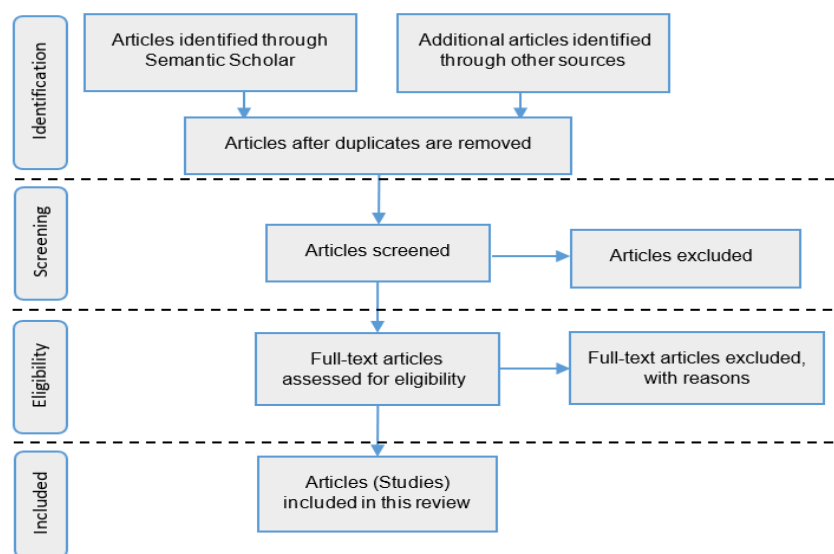 Identification
Articles identified through
Semantic Scholar
Additional articles identified
through other sources
Articles after duplicates are removed
Screening
Articles screened
Articles excluded
Eligibility
Full-text articles
assessed for eligibility
Full-text articles excluded,
with reasons
Included
Articles (Studies)
included in this review